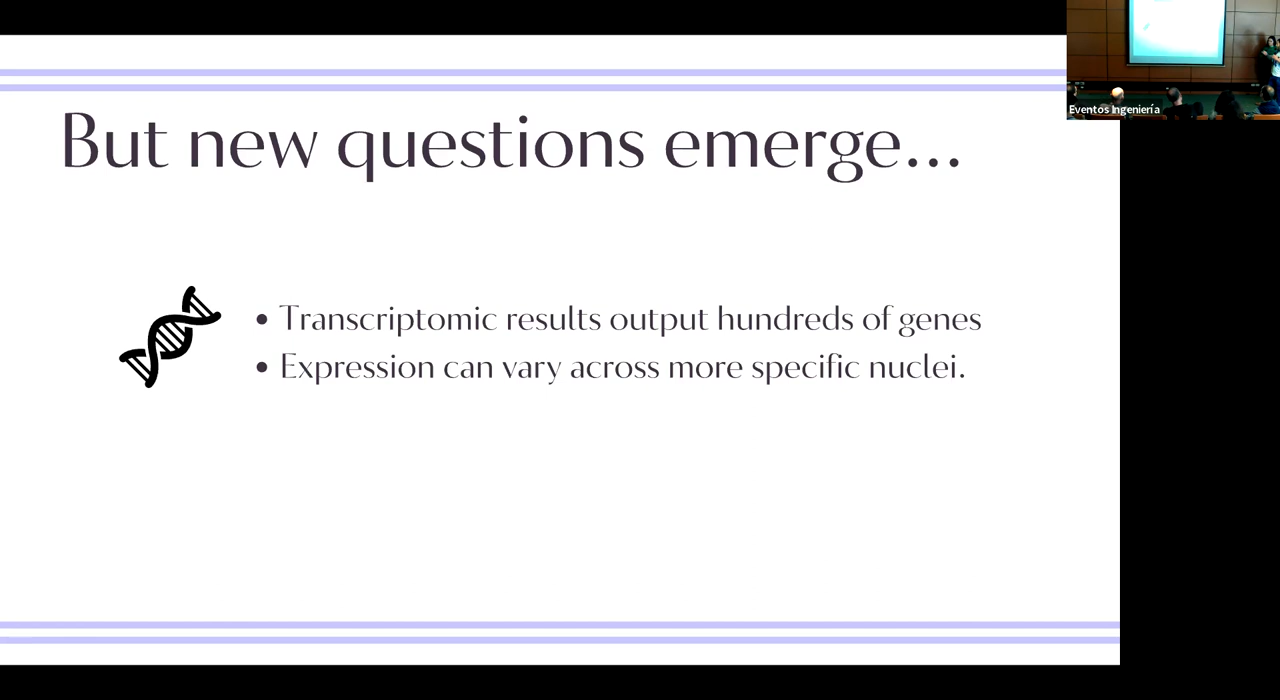 Eventos Ingeniería
But new questions emerge...
• Transcriptomic results output hundreds of genes
• Expression can vary across more specific nuclei.